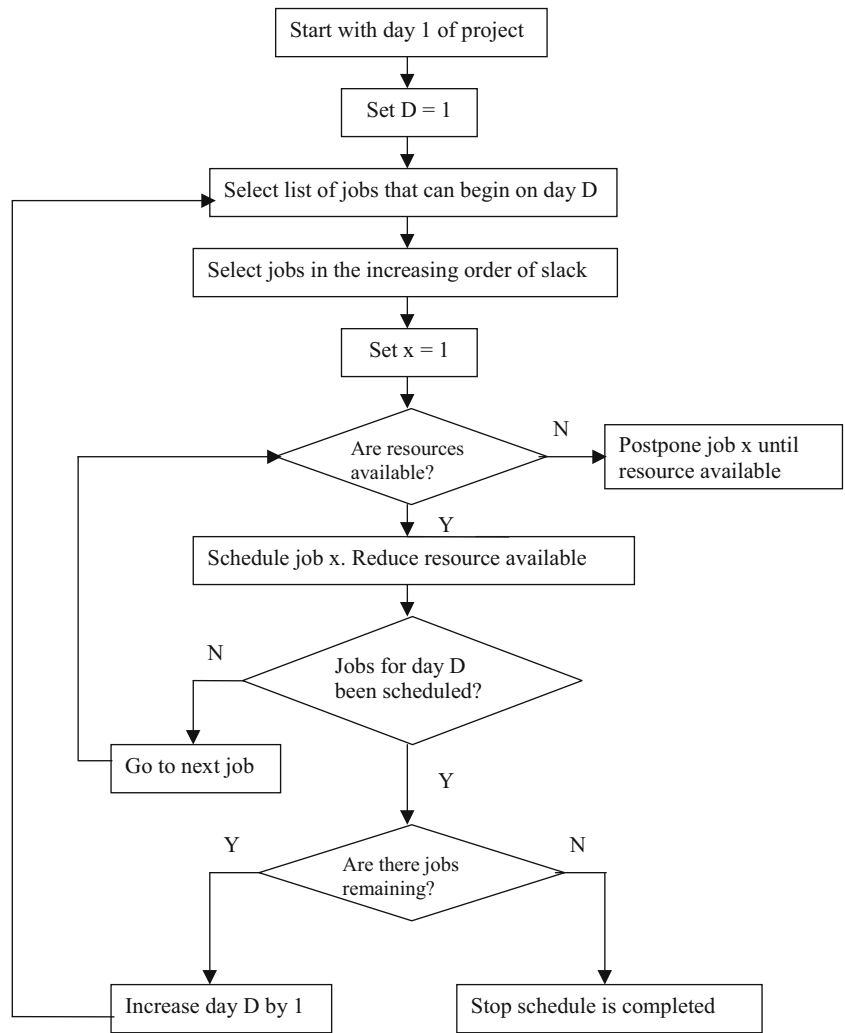 Start with day 1 of project
Set D = 1
Select list of jobs that can begin on day D
Select jobs in the increasing order of slack
Set x = 1
Are resources
available?
N
Postpone job x until
resource available
Y
Schedule job x. Reduce resource available
Jobs for day D
been scheduled?
N
Go to next job
Y
Are there jobs
remaining?
Y
N
Increase day D by 1
Stop schedule is completed